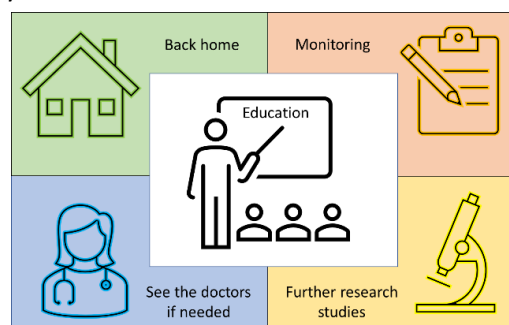 Back home
Monitoring
Education
See the doctors
if needed
Further research
studies